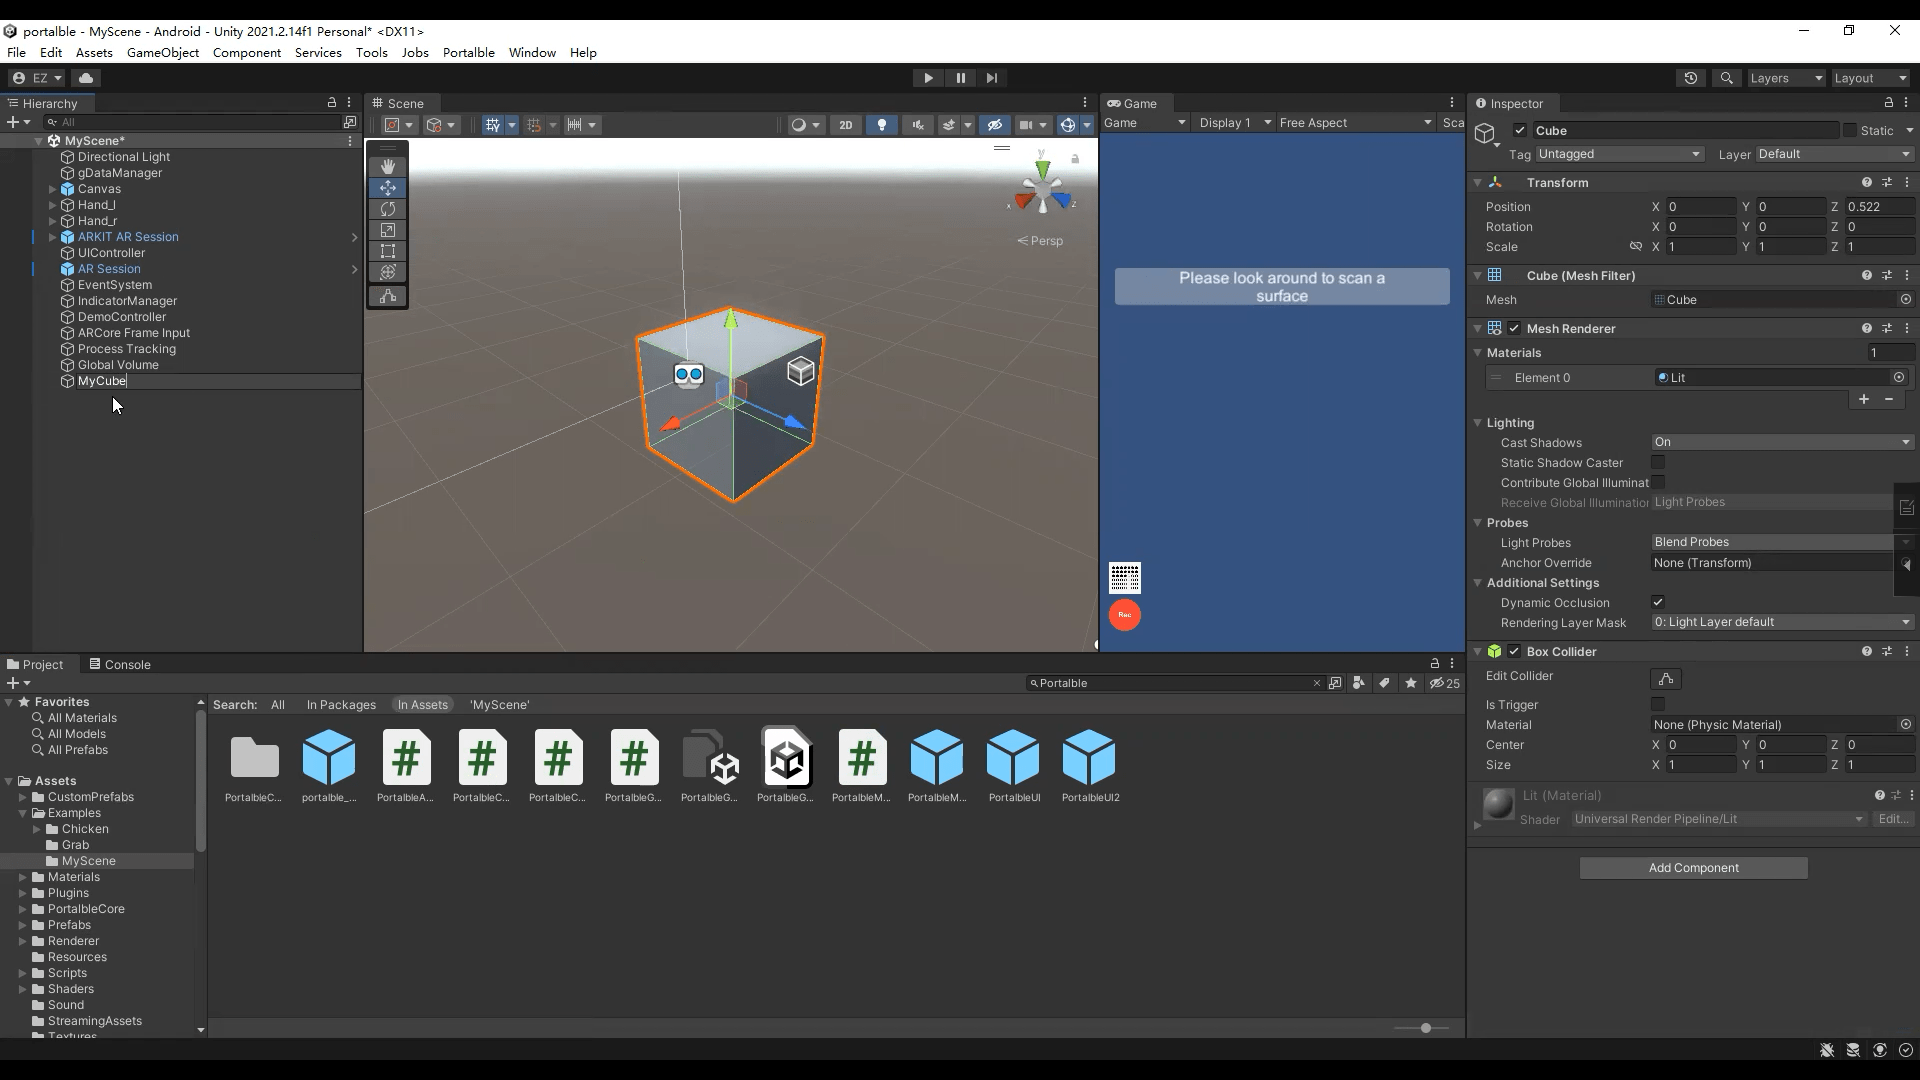 portalble - MyScene - Android - Unity 2021.2.14f1 Personal* <DX11>
File Edit Assets GameObject Component Services Tools Jobs Portalble Window Help
EZ Layers Layout
Hierarchy
All
MyScene*
Directional Light
gDataManager
Canvas
Hand_l
Hand_r
ARKIT AR Session
UIController
AR Session
EventSystem
IndicatorManager
DemoController
ARCore Frame Input
Process Tracking
Global Volume
MyCube
Scene
2D
y
x
z
Persp
Game
Game Display 1 Free Aspect Sca
Please look around to scan a
surface
Rec
Inspector
Cube Static
Tag Untagged Layer Default
Transform
Position X 0 Y 0 Z 0.522
Rotation X 0 Y 0 Z 0
Scale X 1 Y 1 Z 1
Cube (Mesh Filter)
Mesh Cube
Mesh Renderer
Materials 1
Element 0 Lit
Lighting
Cast Shadows On
Static Shadow Caster
Contribute Global Illuminat
Receive Global Illumination Light Probes
Probes
Light Probes Blend Probes
Anchor Override None (Transform)
Additional Settings
Dynamic Occlusion
Rendering Layer Mask 0: Light Layer default
Box Collider
Edit Collider
Is Trigger
Material None (Physic Material)
Center X 0 Y 0 Z 0
Size X 1 Y 1 Z 1
Lit (Material)
Shader Universal Render Pipeline/Lit Edit...
Add Component
Project Console
Portalble 25
Favorites
All Materials
All Models
All Prefabs
Assets
CustomPrefabs
Examples
Chicken
Grab
MyScene
Materials
Plugins
PortalbleCore
Prefabs
Renderer
Resources
Scripts
Shaders
Sound
StreamingAssets
Textures
Search: All In Packages In Assets 'MyScene'
PortalbleC... portalble_... PortalbleA... PortalbleC... PortalbleC... PortalbleG... PortalbleG... PortalbleG... PortalbleM... PortalbleM... PortalbleUI PortalbleUI2